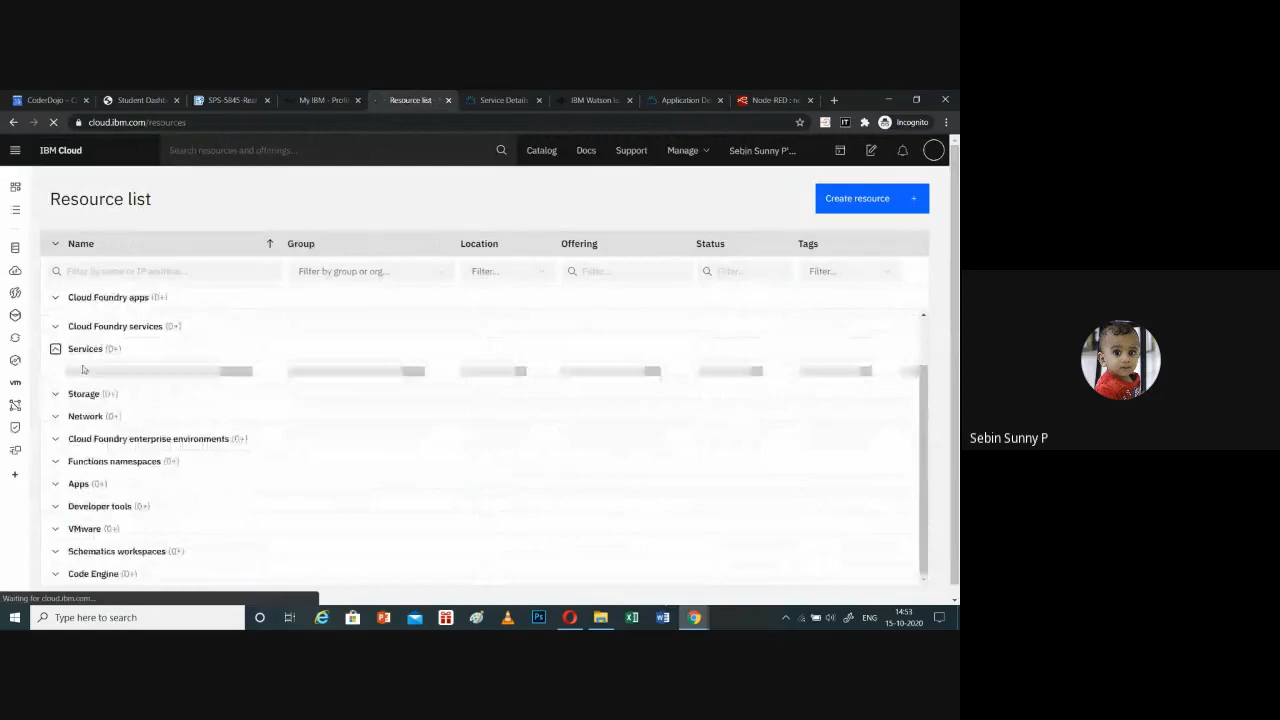 CoderDojo – C
Student Dashb
SPS-5845-Rea
My IBM - Profi
Resource list
Service Details
IBM Watson Io
Application De
Node-RED : n
cloud.ibm.com/resources
Incognito
IBM Cloud
Search resources and offerings...
Catalog
Docs
Support
Manage
Sebin Sunny P'...
Resource list
Create resource +
Name
Group
Location
Offering
Status
Tags
Filter by name or IP address...
Filter by group or org...
Filter...
Filter...
Filter...
Filter...
Cloud Foundry apps (0+)
Cloud Foundry services (0+)
Services (0+)
Storage (0+)
Network (0+)
Cloud Foundry enterprise environments (0+)
Functions namespaces (0+)
Apps (0+)
Developer tools (0+)
VMware (0+)
Schematics workspaces (0+)
Code Engine (0+)
vm
Waiting for cloud.ibm.com...
Type here to search
ENG
14:53
15-10-2020
Sebin Sunny P